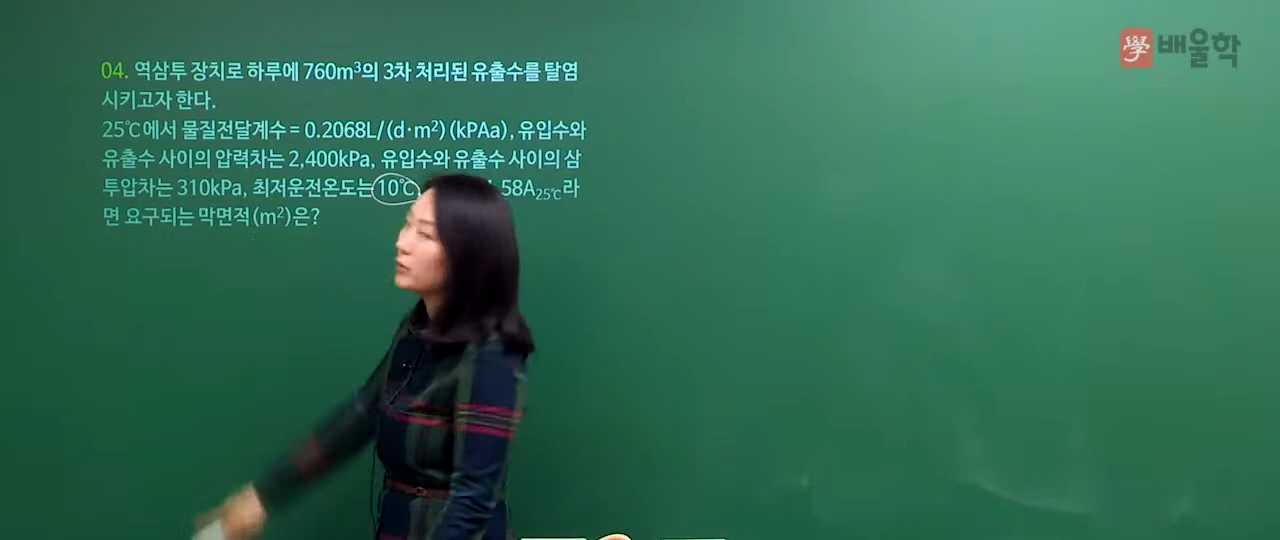 學 배울학
04. 역삼투 장치로 하루에 760m³의 3차 처리된 유출수를 탈염
시키고자 한다.
25℃에서 물질전달계수 = 0.2068L/(d·m²)(kPAa), 유입수와
유출수 사이의 압력차는 2,400kPa, 유입수와 유출수 사이의 삼
투압차는 310kPa, 최저운전온도는 10℃ 58A25℃라
면 요구되는 막면적(m²)은?